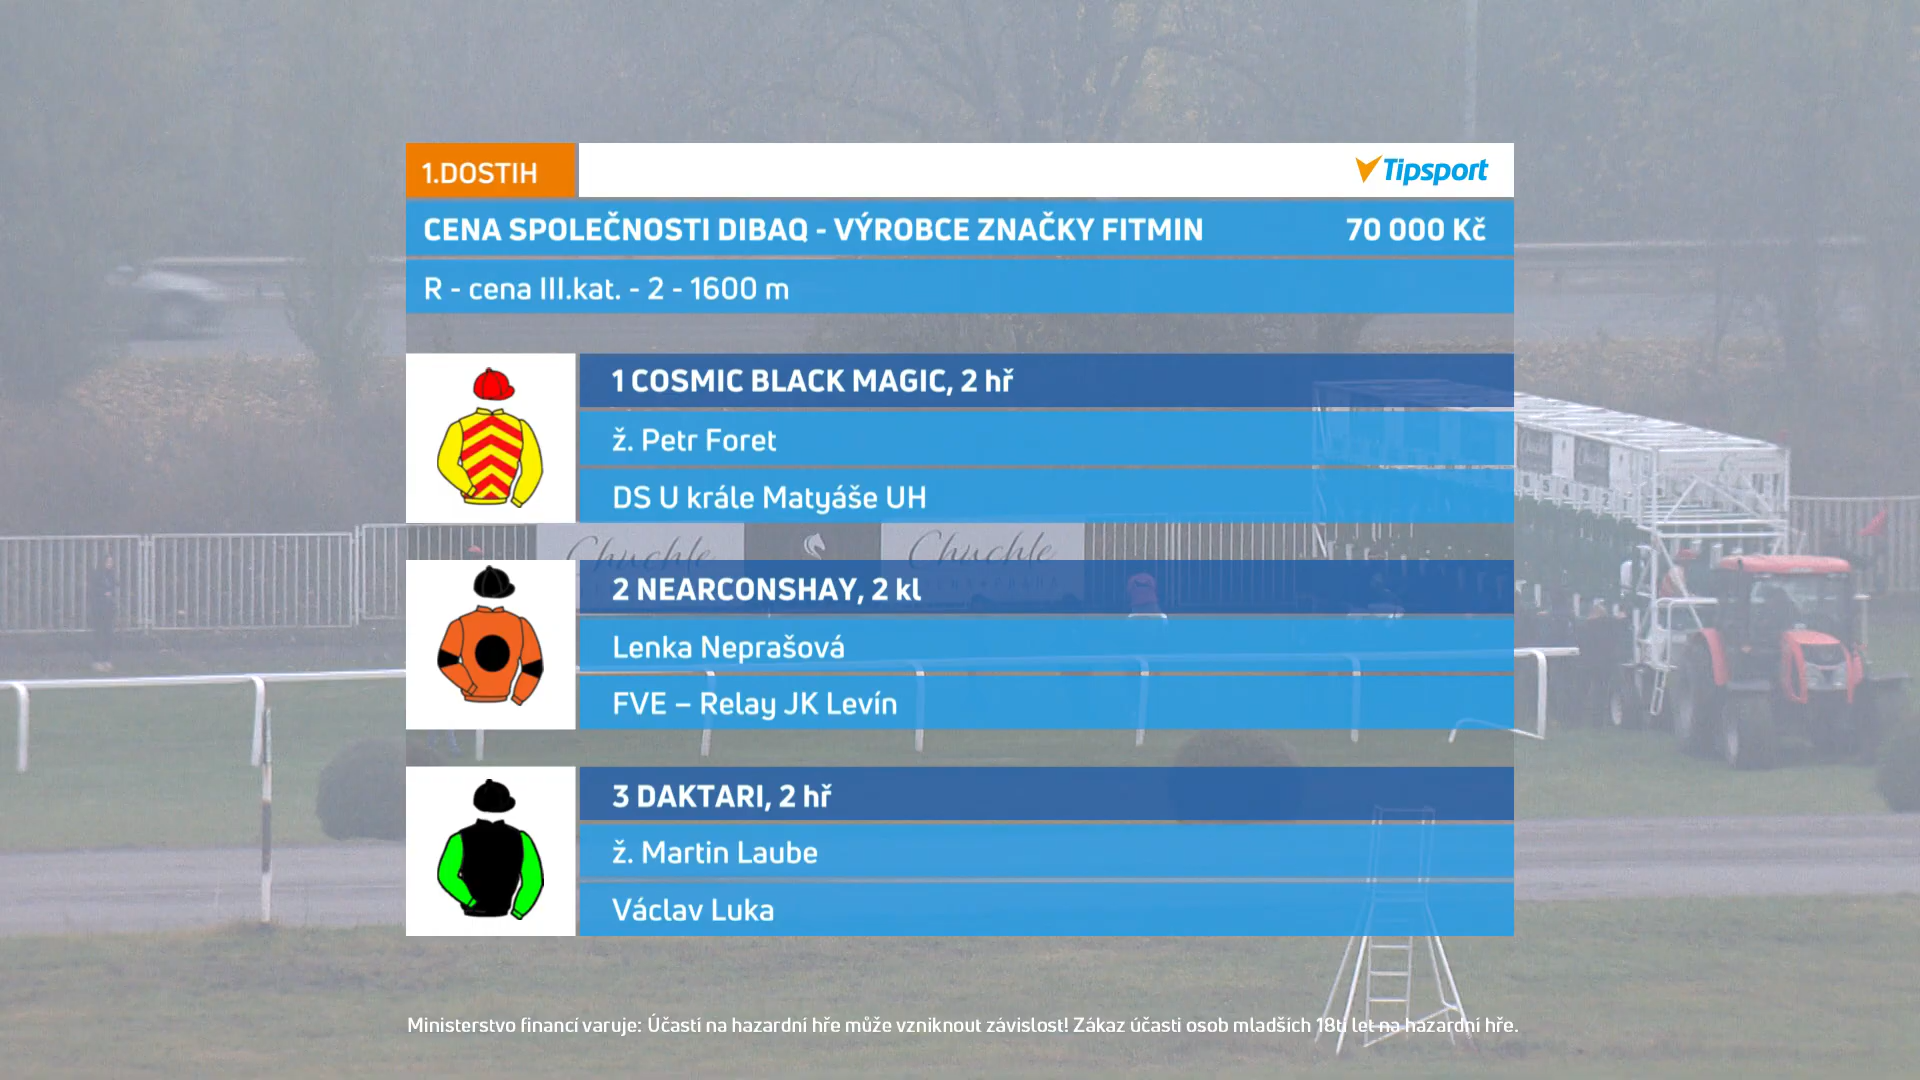 1.DOSTIH
Tipsport
CENA SPOLEČNOSTI DIBAQ - VÝROBCE ZNAČKY FITMIN 70 000 Kč
R - cena III.kat. - 2 - 1600 m
1 COSMIC BLACK MAGIC, 2 hř
ž. Petr Foret
DS U krále Matyáše UH
Chuchle Chuchle
2 NEARCONSHAY, 2 kl
Lenka Neprašová
FVE – Relay JK Levín
3 DAKTARI, 2 hř
ž. Martin Laube
Václav Luka
Ministerstvo financí varuje: Účastí na hazardní hře může vzniknout závislost! Zákaz účasti osob mladších 18ti let na hazardní hře.